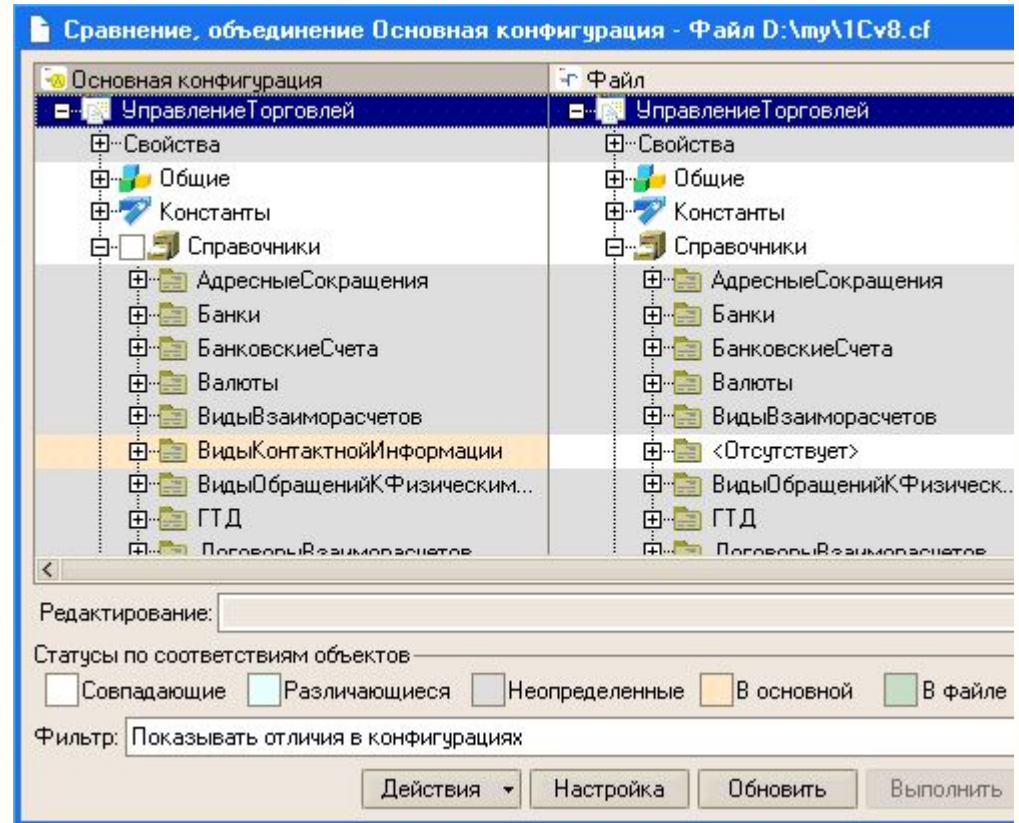 Сравнение, объединение Основная конфигурация - Файл D:\my\1Cv8.cf
Основная конфигурация Файл
УправлениеТорговлей УправлениеТорговлей
Свойства Свойства
Общие Общие
Константы Константы
Справочники Справочники
АдресныеСокращения АдресныеСокращения
Банки Банки
БанковскиеСчета БанковскиеСчета
Валюты Валюты
ВидыВзаиморасчетов ВидыВзаиморасчетов
ВидыКонтактнойИнформации <Отсутствует>
ВидыОбращенийКФизическим... ВидыОбращенийКФизическ...
ГТД ГТД
ДоговорыВзаиморасчетов ДоговорыВзаиморасчетов
Редактирование:
Статусы по соответствиям объектов
Совпадающие Различающиеся Неопределенные В основной В файле
Фильтр: Показывать отличия в конфигурациях
Действия Настройка Обновить Выполнить